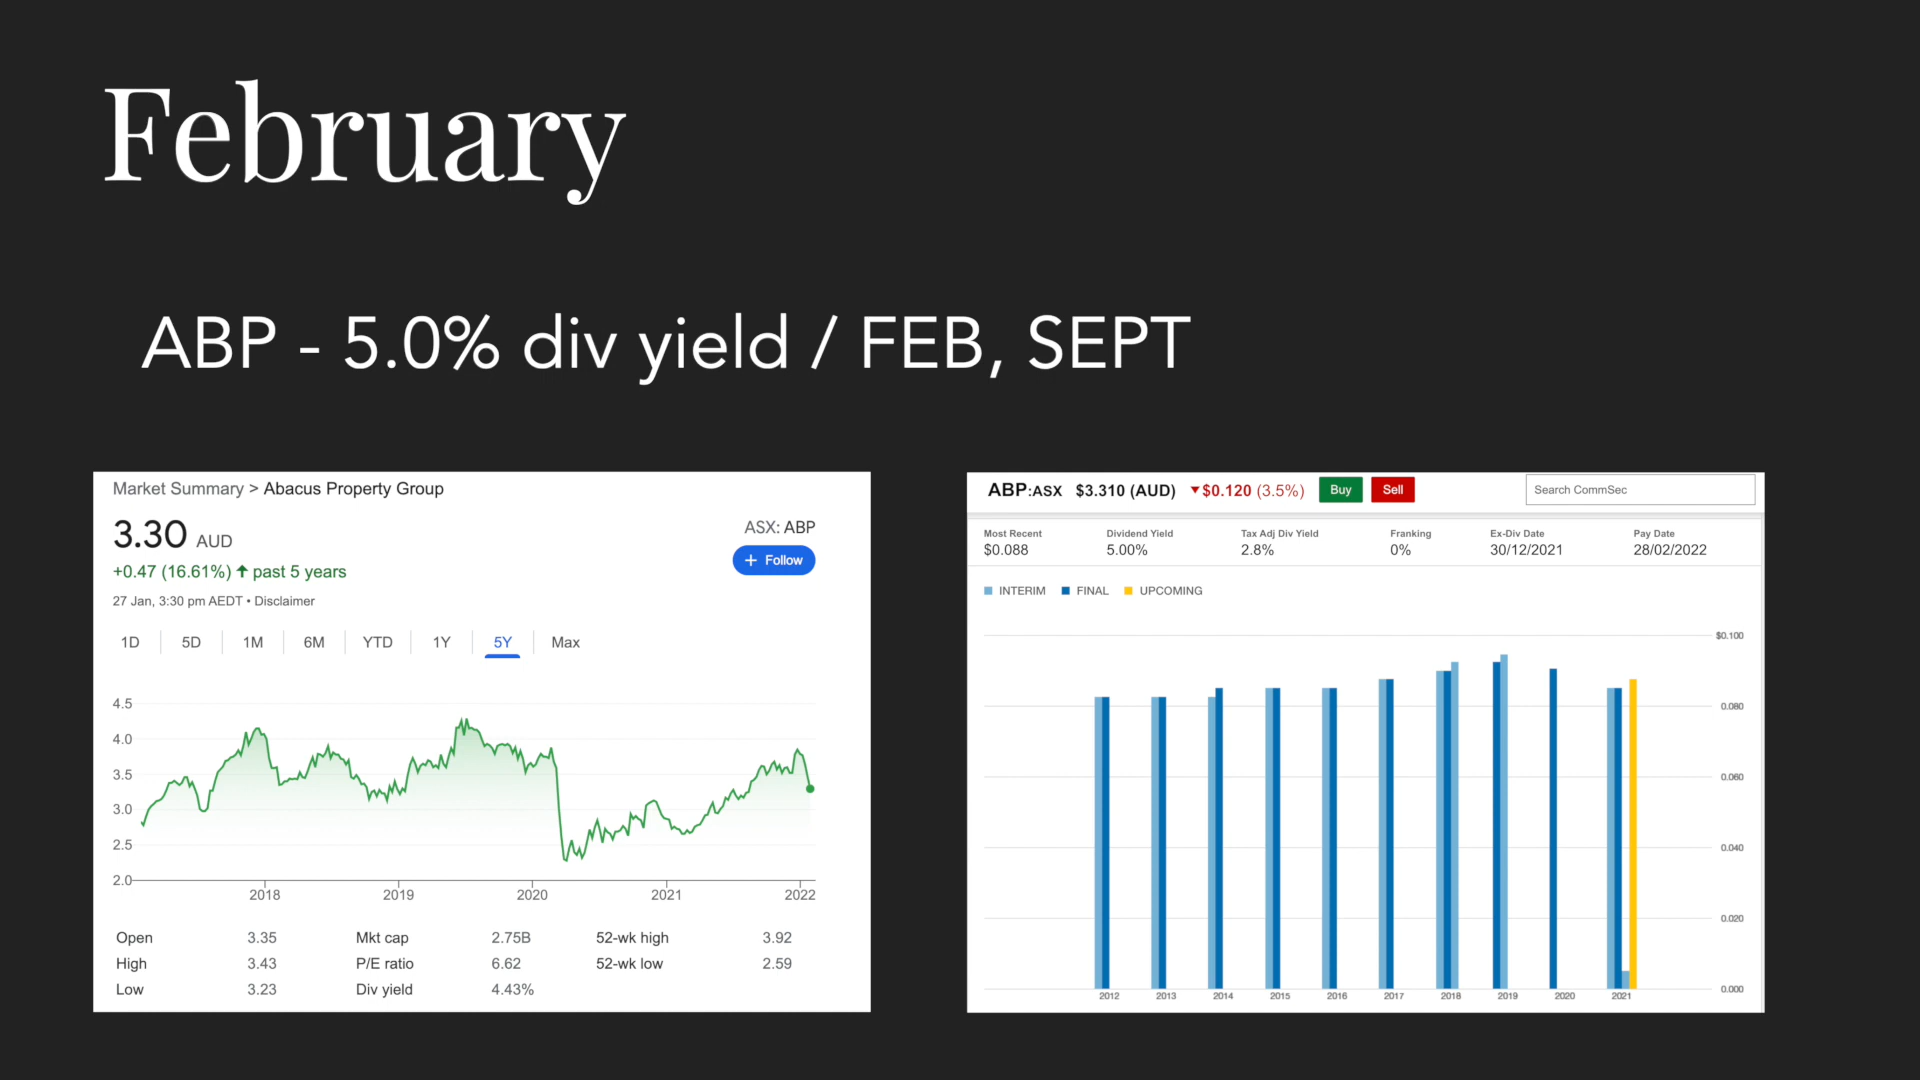 February
ABP - 5.0% div yield / FEB, SEPT
Market Summary > Abacus Property Group
3.30 AUD
ASX: ABP
+ Follow
+0.47 (16.61%) ↑ past 5 years
27 Jan, 3:30 pm AEDT • Disclaimer
1D 5D 1M 6M YTD 1Y 5Y Max
4.5
4.0
3.5
3.0
2.5
2.0
2018 2019 2020 2021 2022
Open 3.35 Mkt cap 2.75B 52-wk high 3.92
High 3.43 P/E ratio 6.62 52-wk low 2.59
Low 3.23 Div yield 4.43%
ABP:ASX $3.310 (AUD) ▼$0.120 (3.5%) Buy Sell Search CommSec
Most Recent Dividend Yield Tax Adj Div Yield Franking Ex-Div Date Pay Date
$0.088 5.00% 2.8% 0% 30/12/2021 28/02/2022
INTERIM FINAL UPCOMING
$0.100
0.080
0.060
0.040
0.020
0.000
2012 2013 2014 2015 2016 2017 2018 2019 2020 2021